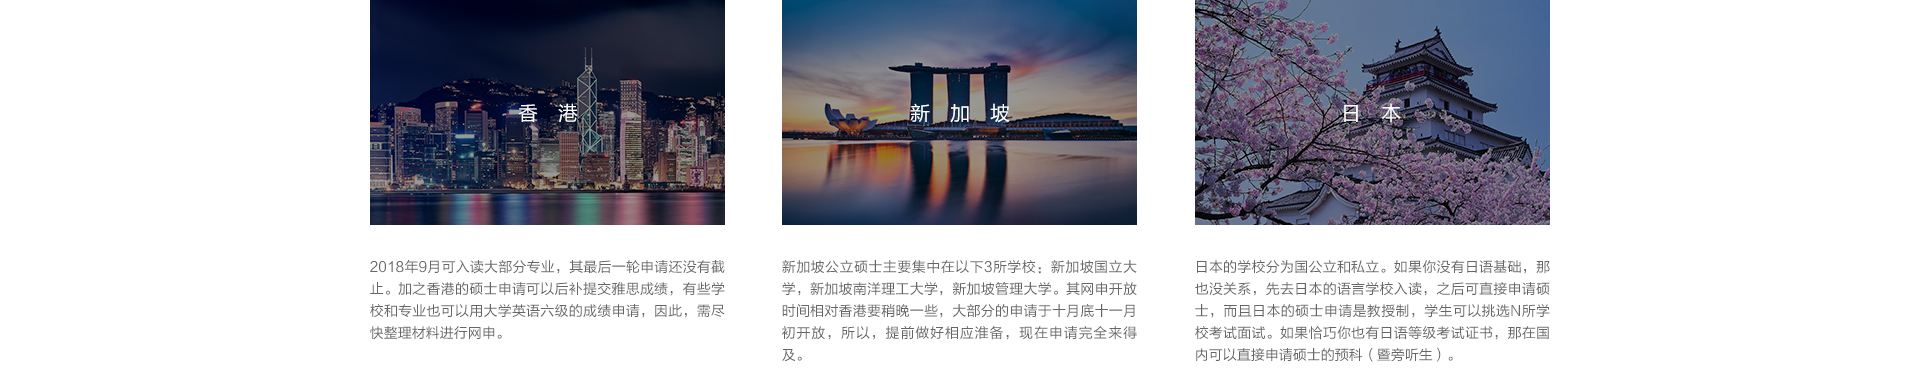 香 港
新 加 坡
日 本
2018年9月可入读大部分专业，其最后一轮申请还没有截
止。加之香港的硕士申请可以后补提交雅思成绩，有些学
校和专业也可以用大学英语六级的成绩申请，因此，需尽
快整理材料进行网申。
新加坡公立硕士主要集中在以下3所学校：新加坡国立大
学，新加坡南洋理工大学，新加坡管理大学。其网申开放
时间相对香港要稍晚一些，大部分的申请于十月底十一月
初开放，所以，提前做好相应准备，现在申请完全来得
及。
日本的学校分为国公立和私立。如果你没有日语基础，那
也没关系，先去日本的语言学校入读，之后可直接申请硕
士，而且日本的硕士申请是教授制，学生可以挑选N所学
校考试面试。如果恰巧你也有日语等级考试证书，那在国
内可以直接申请硕士的预科（暨旁听生）。